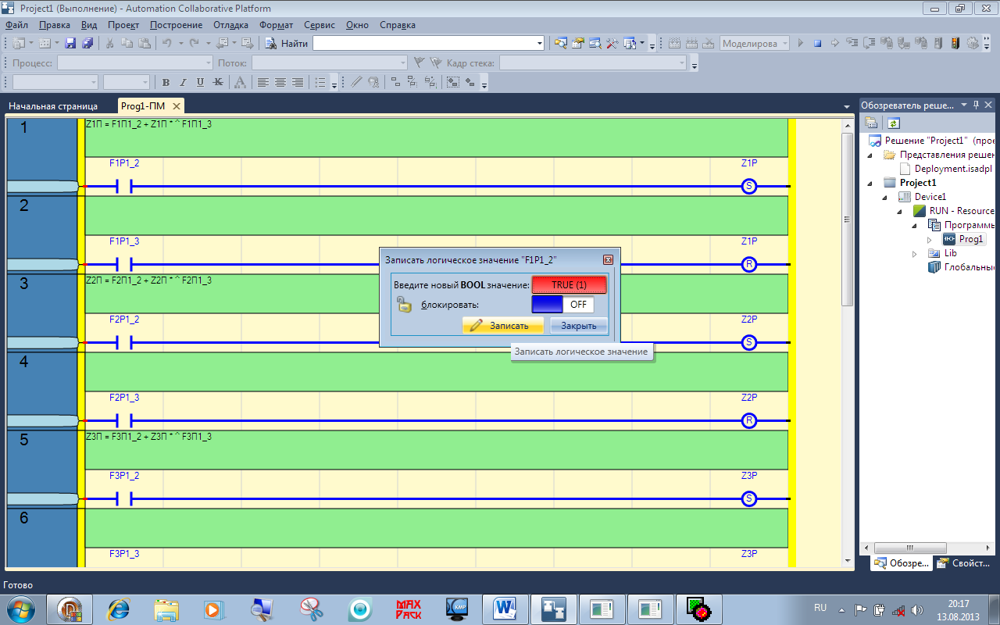 Project1 (Выполнение) - Automation Collaborative Platform
Файл Правка Вид Проект Построение Отладка Формат Сервис Окно Справка
Найти Моделирова
Процесс: Поток: Кадр стека:
B I U K A
Начальная страница Prog1-ПМ
1
Z1П = F1П1_2 + Z1П * ^ F1П1_3
F1P1_2 Z1P
S
2
F1P1_3 Z1P
R
3
Z2П = F2П1_2 + Z2П * ^ F2П1_3
F2P1_2 Z2P
S
4
F2P1_3 Z2P
R
5
Z3П = F3П1_2 + Z3П * ^ F3П1_3
F3P1_2 Z3P
S
6
F3P1_3 Z3P
Записать логическое значение "F1P1_2"
Введите новый BOOL значение: TRUE (1)
блокировать: OFF
Записать Закрыть
Записать логическое значение
Обозреватель реше...
Решение "Project1" (прое
Представления решен
Deployment.isadpl
Project1
Device1
RUN - Resource
Программы
Prog1
Lib
Глобальны
Обозре... Свойст...
Готово
MAX
PACK
KMP
W
RU
20:17
13.08.2013